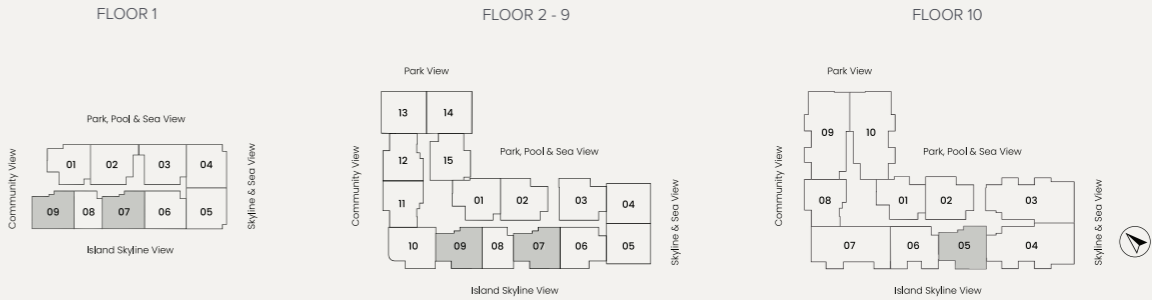 FLOOR 1
Park, Pool & Sea View
Community View
01 02 03 04
09 08 07 06 05
Skyline & Sea View
Island Skyline View
FLOOR 2 - 9
Park View
Community View
13 14
12 15
Park, Pool & Sea View
11 01 02 03 04
10 09 08 07 06 05
Skyline & Sea View
Island Skyline View
FLOOR 10
Park View
Community View
09 10
Park, Pool & Sea View
08 01 02 03
07 06 05 04
Skyline & Sea View
Island Skyline View